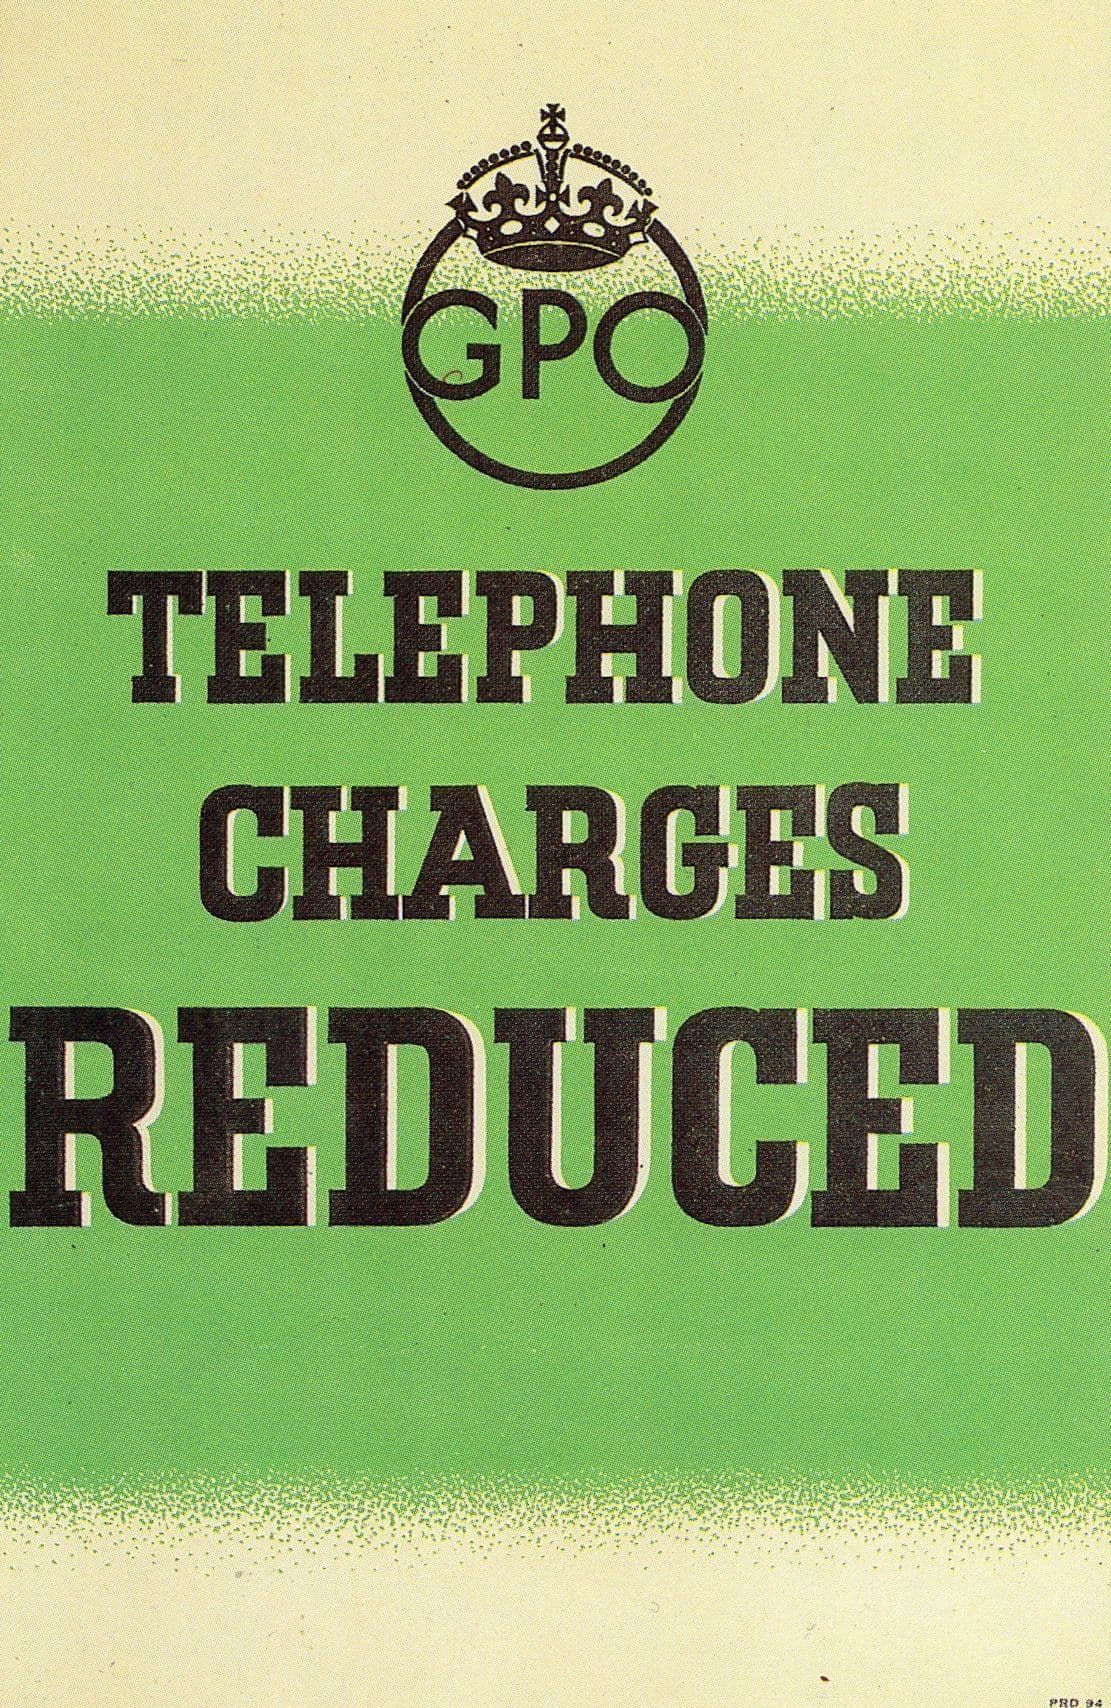 GPO
TELEPHONE
CHARGES
REDUCED
PRD 94